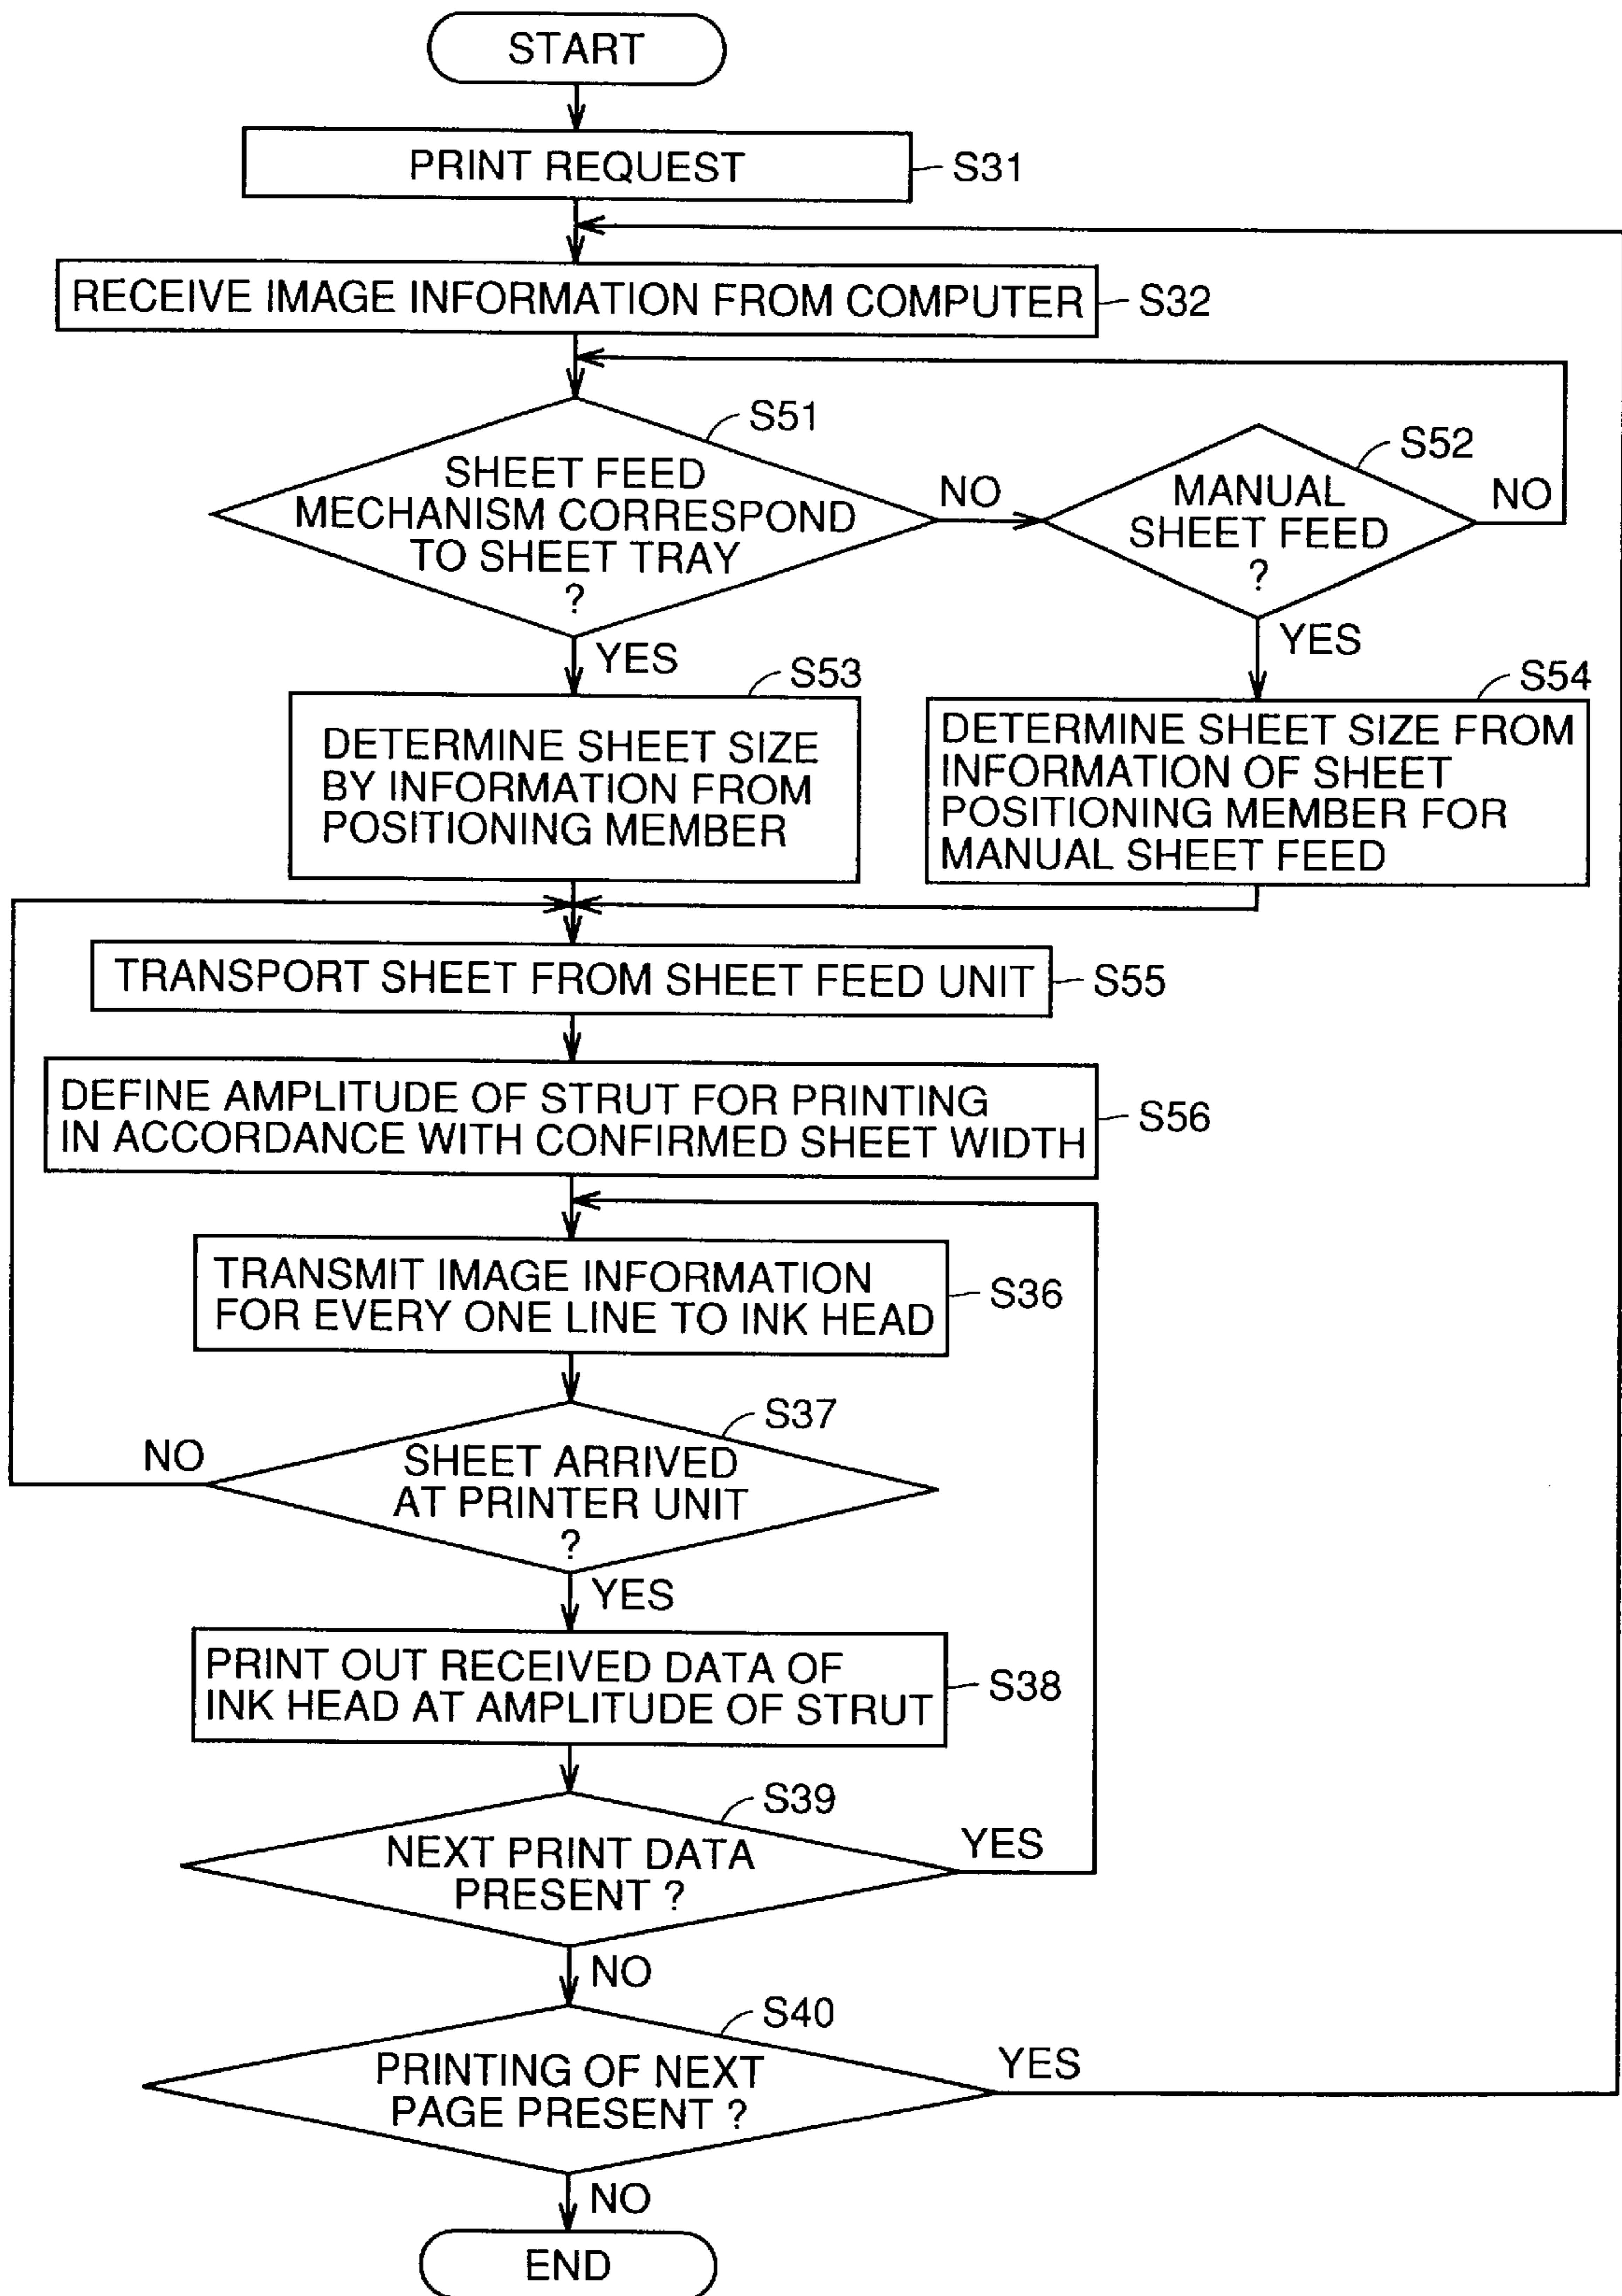 START
PRINT REQUEST
S31
RECEIVE IMAGE INFORMATION FROM COMPUTER
S32
S51
SHEET FEED
MECHANISM CORRESPOND
TO SHEET TRAY
?
NO
S52
MANUAL
SHEET FEED
?
NO
YES
YES
S53
DETERMINE SHEET SIZE
BY INFORMATION FROM
POSITIONING MEMBER
S54
DETERMINE SHEET SIZE FROM
INFORMATION OF SHEET
POSITIONING MEMBER FOR
MANUAL SHEET FEED
TRANSPORT SHEET FROM SHEET FEED UNIT
S55
DEFINE AMPLITUDE OF STRUT FOR PRINTING
IN ACCORDANCE WITH CONFIRMED SHEET WIDTH
S56
TRANSMIT IMAGE INFORMATION
FOR EVERY ONE LINE TO INK HEAD
S36
S37
NO
SHEET ARRIVED
AT PRINTER UNIT
?
YES
PRINT OUT RECEIVED DATA OF
INK HEAD AT AMPLITUDE OF STRUT
S38
S39
NEXT PRINT DATA
PRESENT ?
YES
NO
S40
PRINTING OF NEXT
PAGE PRESENT ?
YES
NO
END